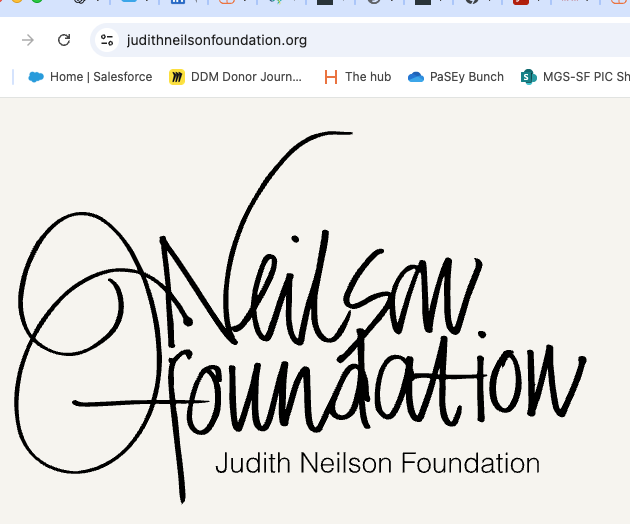 judithneilsonfoundation.org
Home | Salesforce DDM Donor Journ... The hub PaSEy Bunch MGS-SF PIC Sh
J Neilson
foundation
Judith Neilson Foundation